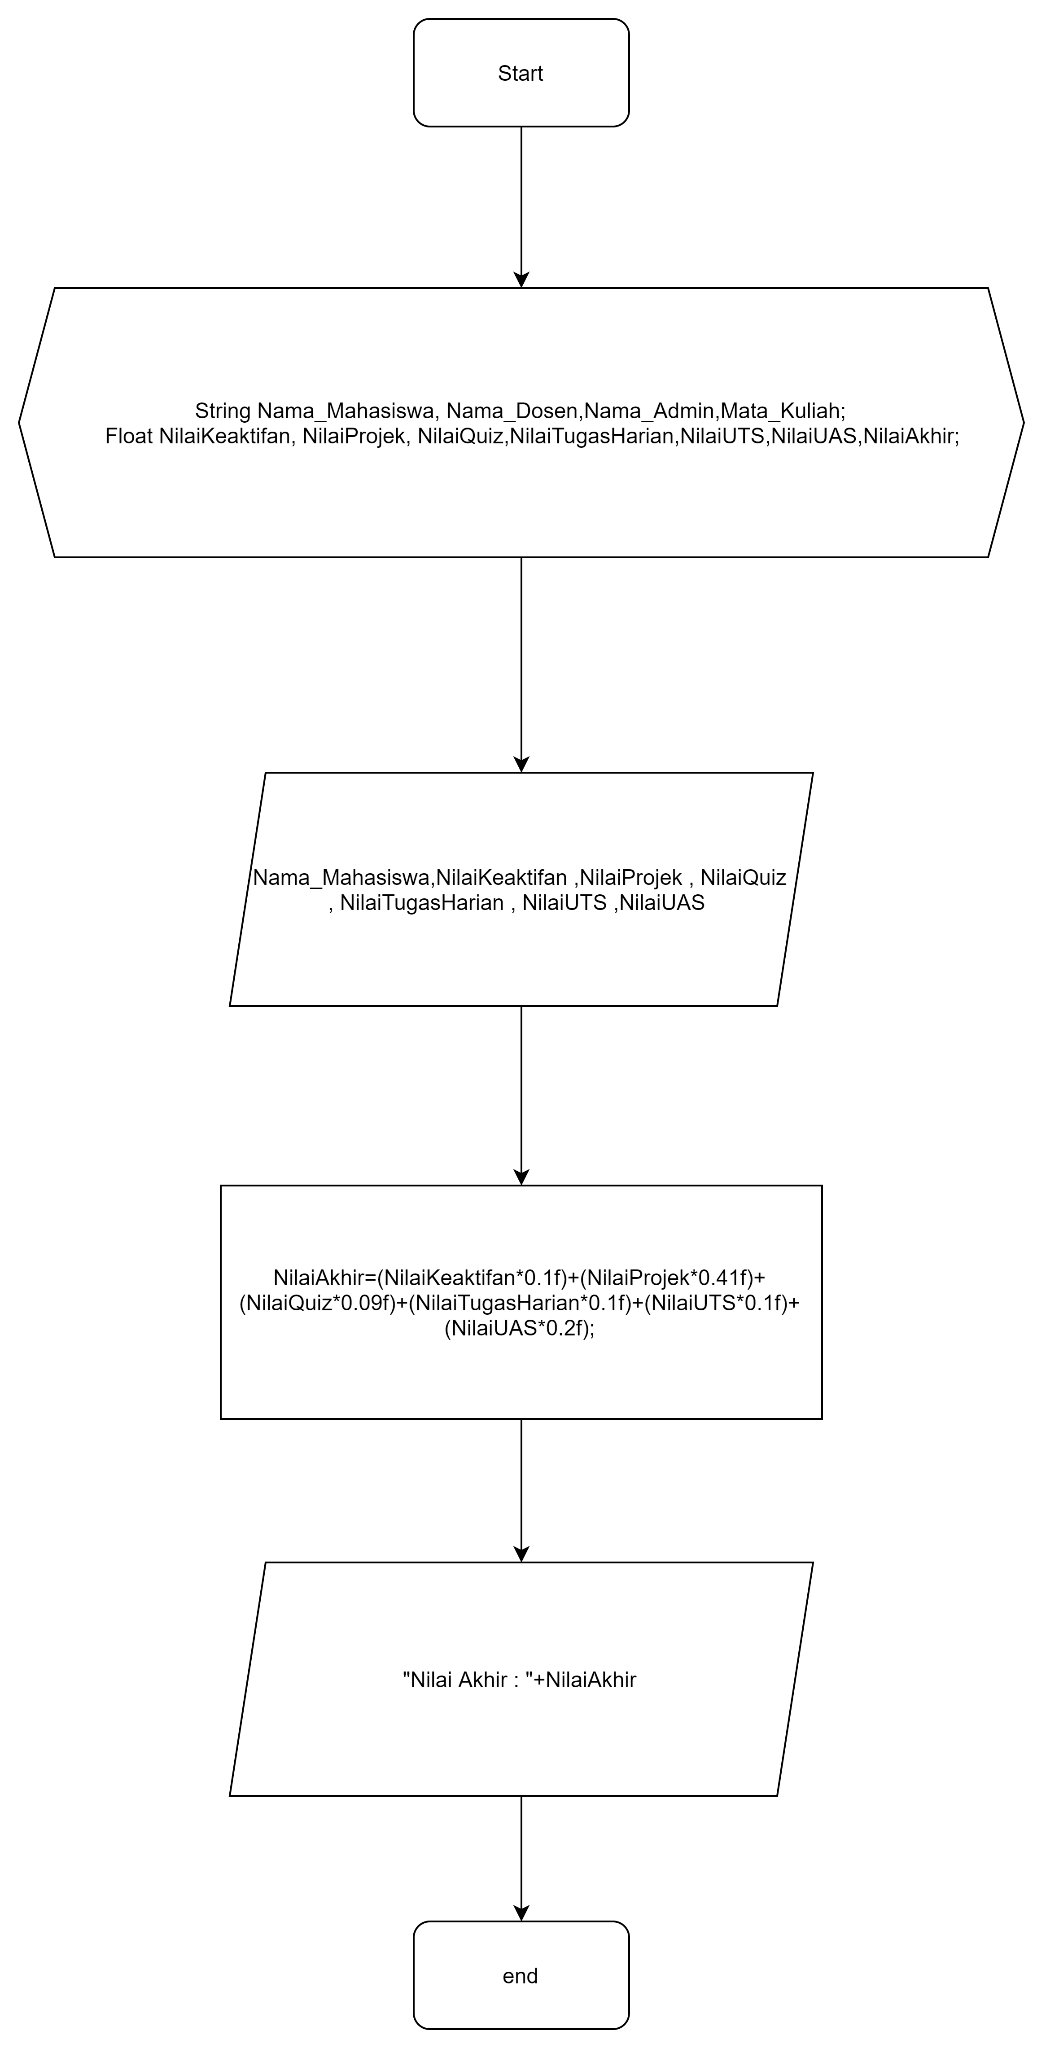 Start
String Nama_Mahasiswa, Nama_Dosen,Nama_Admin,Mata_Kuliah;
Float NilaiKeaktifan, NilaiProjek, NilaiQuiz,NilaiTugasHarian,NilaiUTS,NilaiUAS,NilaiAkhir;
Nama_Mahasiswa,NilaiKeaktifan ,NilaiProjek , NilaiQuiz
, NilaiTugasHarian , NilaiUTS ,NilaiUAS
NilaiAkhir=(NilaiKeaktifan*0.1f)+(NilaiProjek*0.41f)+
(NilaiQuiz*0.09f)+(NilaiTugasHarian*0.1f)+(NilaiUTS*0.1f)+
(NilaiUAS*0.2f);
"Nilai Akhir : "+NilaiAkhir
end